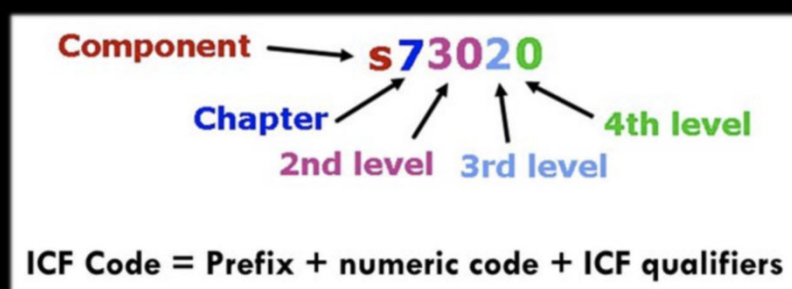 Component
s73020
Chapter
4th level
2nd level 3rd level
ICF Code = Prefix + numeric code + ICF qualifiers